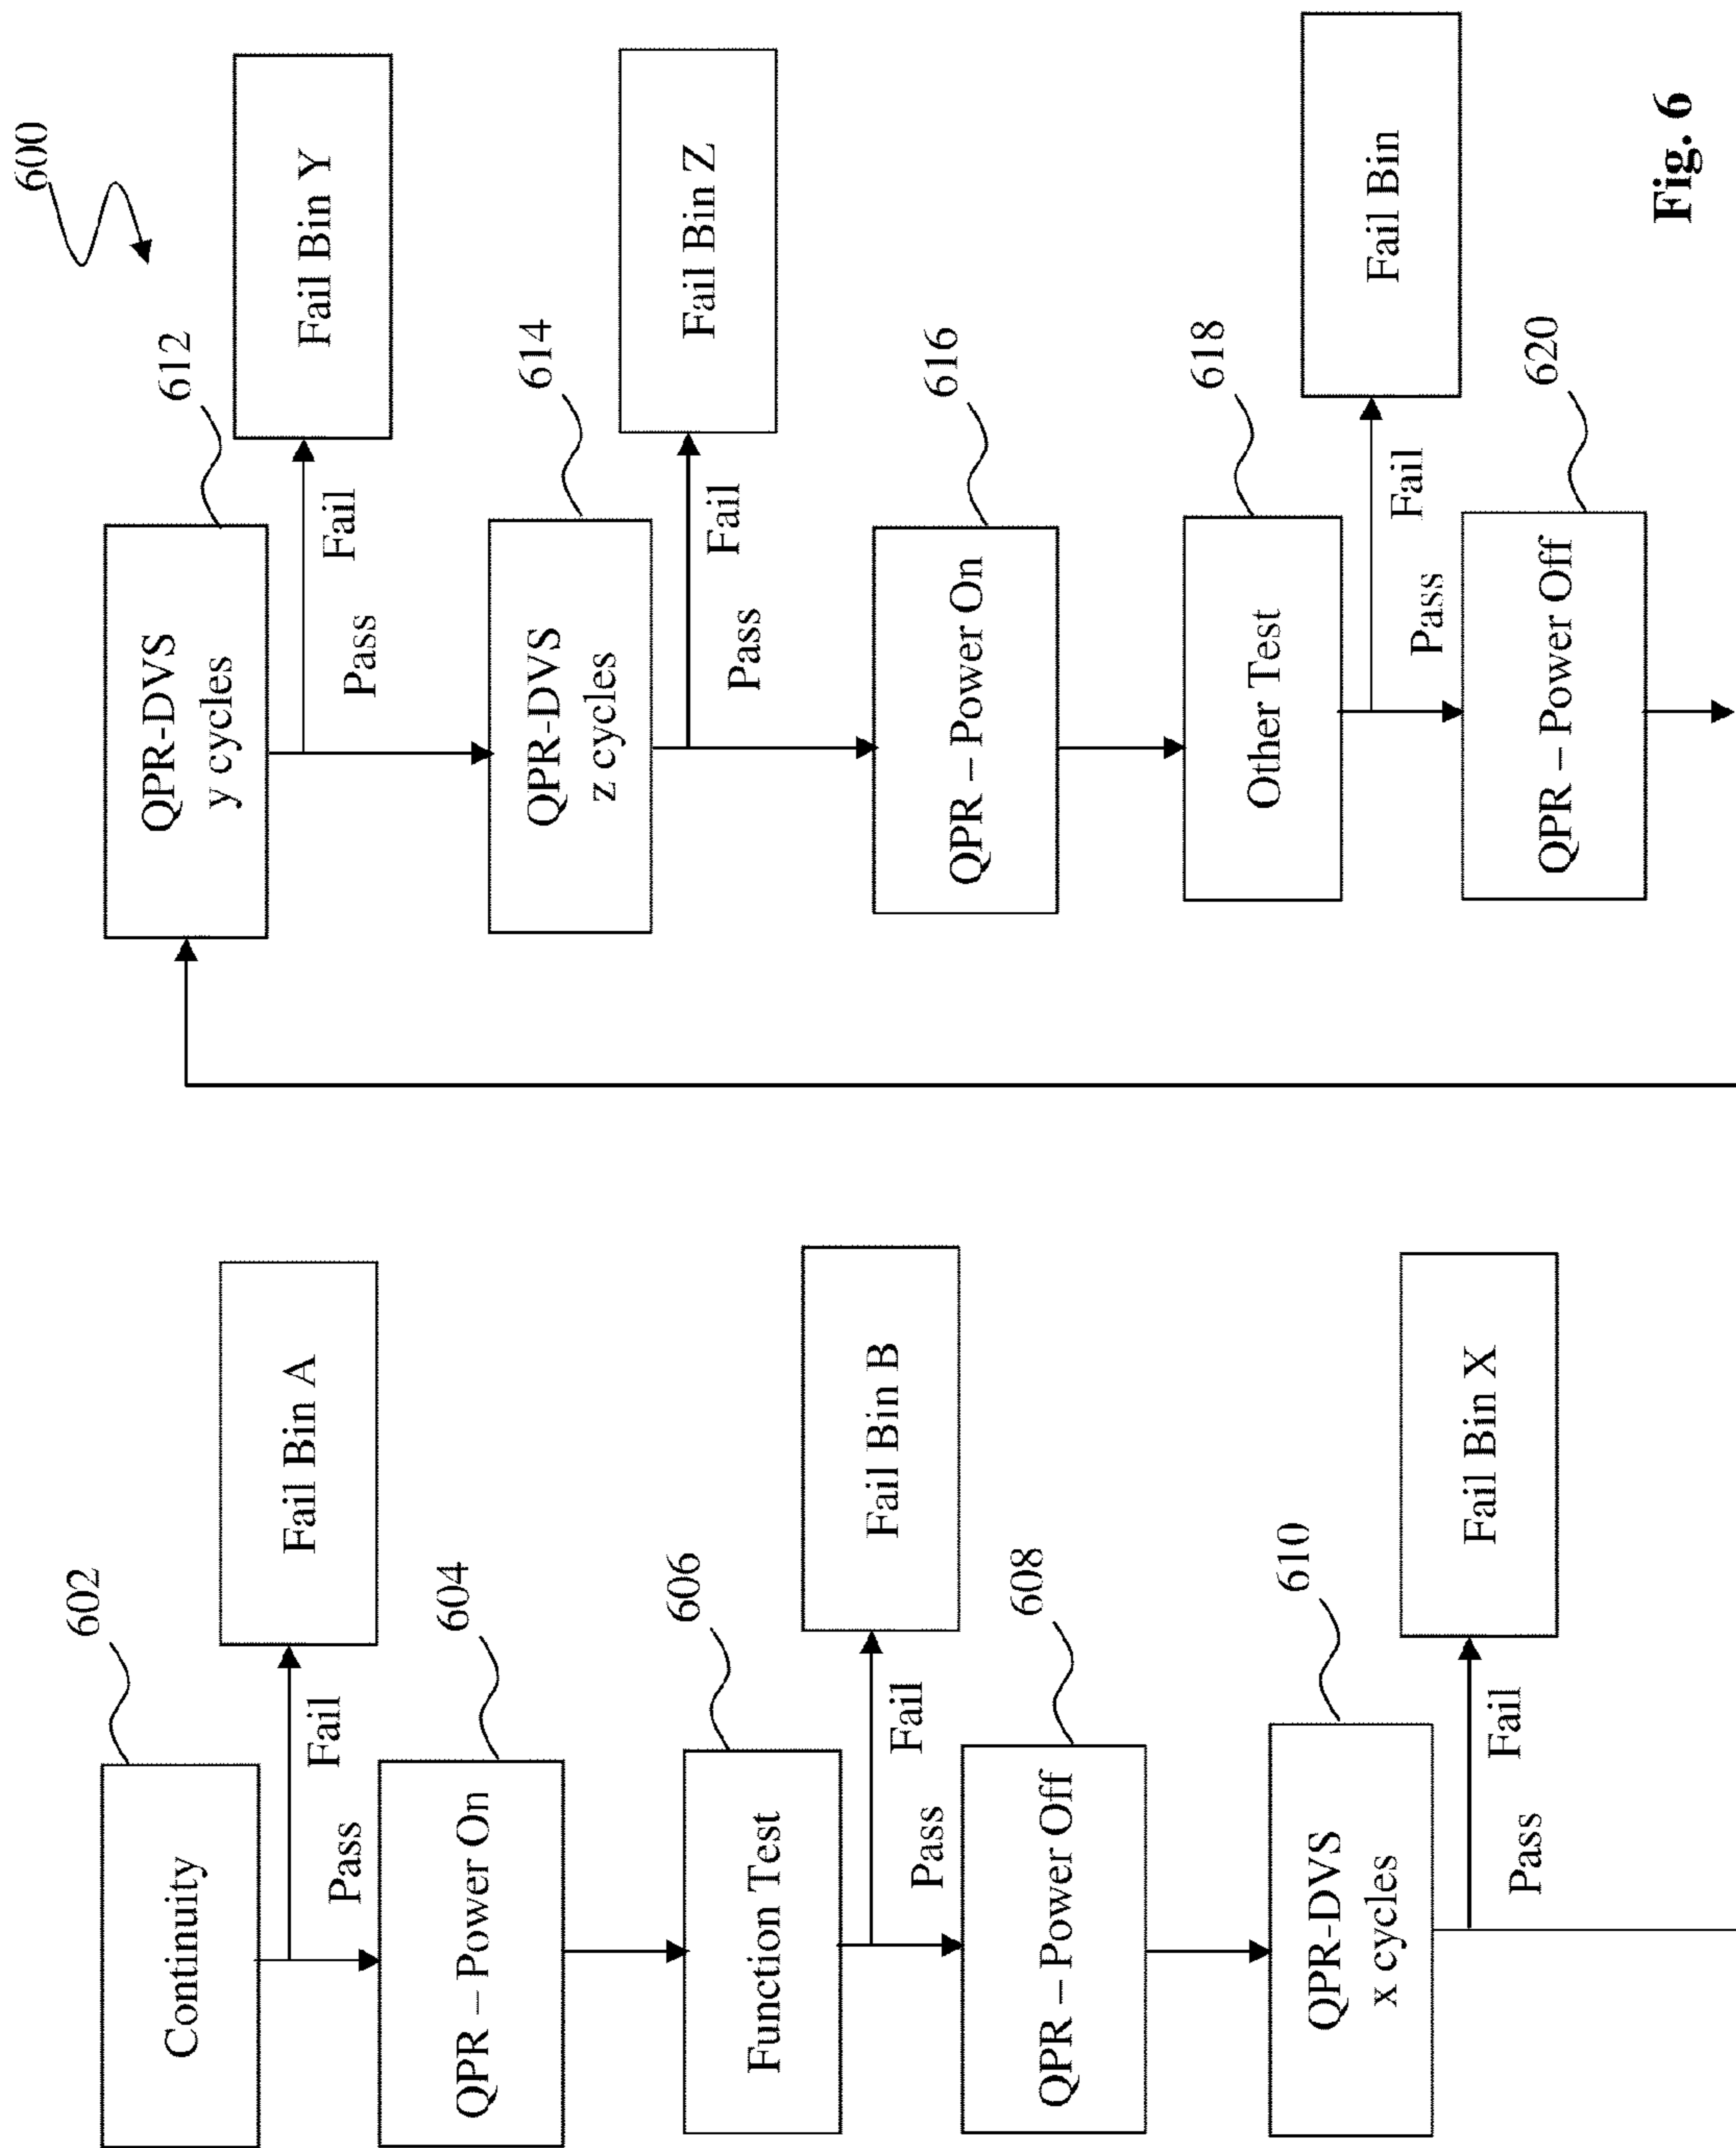 600
Continuity
602
Fail
Fail Bin A
Pass
QPR – Power On
604
Function Test
606
Fail
Fail Bin B
Pass
QPR – Power Off
608
QPR-DVS
x cycles
610
Fail
Fail Bin X
Pass
QPR-DVS
y cycles
612
Fail
Fail Bin Y
Pass
QPR-DVS
z cycles
614
Fail
Fail Bin Z
Pass
QPR – Power On
616
Other Test
618
Fail
Fail Bin
Pass
QPR – Power Off
620
Fig. 6